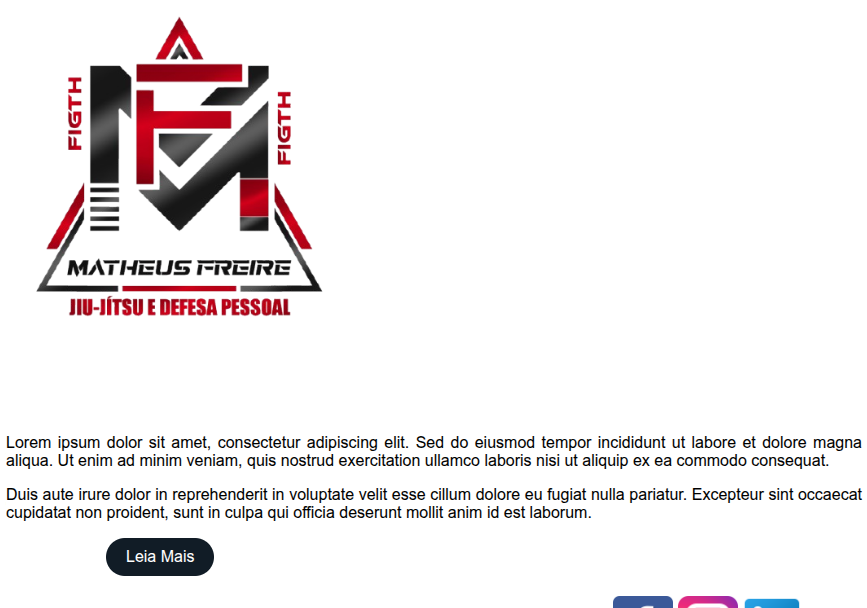 FIGTH
FIGTH
MF
MATHEUS FREIRE
JIU-JÍTSU E DEFESA PESSOAL
Lorem ipsum dolor sit amet, consectetur adipiscing elit. Sed do eiusmod tempor incididunt ut labore et dolore magna
aliqua. Ut enim ad minim veniam, quis nostrud exercitation ullamco laboris nisi ut aliquip ex ea commodo consequat.
Duis aute irure dolor in reprehenderit in voluptate velit esse cillum dolore eu fugiat nulla pariatur. Excepteur sint occaecat
cupidatat non proident, sunt in culpa qui officia deserunt mollit anim id est laborum.
Leia Mais